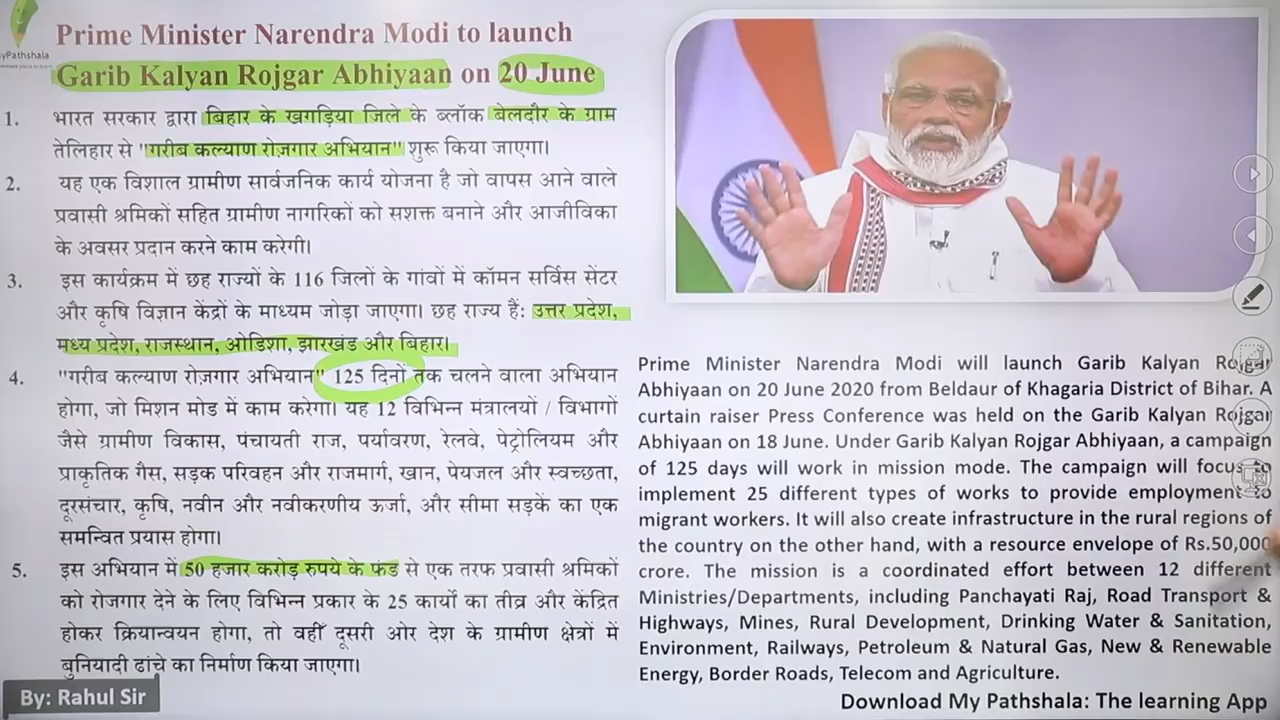 yPathshala
Prime Minister Narendra Modi to launch
Garib Kalyan Rojgar Abhiyaan on 20 June
1. भारत सरकार द्वारा बिहार के खगड़िया जिले के ब्लॉक बेलदौर के ग्राम
तेलिहार से "गरीब कल्याण रोज़गार अभियान" शुरू किया जाएगा।
2. यह एक विशाल ग्रामीण सार्वजनिक कार्य योजना है जो वापस आने वाले
प्रवासी श्रमिकों सहित ग्रामीण नागरिकों को सशक्त बनाने और आजीविका
के अवसर प्रदान करने काम करेगी।
3. इस कार्यक्रम में छह राज्यों के 116 जिलों के गांवों में कॉमन सर्विस सेंटर
और कृषि विज्ञान केंद्रों के माध्यम जोड़ा जाएगा। छह राज्य हैं: उत्तर प्रदेश,
मध्य प्रदेश, राजस्थान, ओडिशा, झारखंड और बिहार।
4. "गरीब कल्याण रोज़गार अभियान" 125 दिनों तक चलने वाला अभियान
होगा, जो मिशन मोड में काम करेगा। यह 12 विभिन्न मंत्रालयों / विभागों
जैसे ग्रामीण विकास, पंचायती राज, पर्यावरण, रेलवे, पेट्रोलियम और
प्राकृतिक गैस, सड़क परिवहन और राजमार्ग, खान, पेयजल और स्वच्छता,
दूरसंचार, कृषि, नवीन और नवीकरणीय ऊर्जा, और सीमा सड़कें का एक
समन्वित प्रयास होगा।
5. इस अभियान में 50 हजार करोड़ रुपये के फंड से एक तरफ प्रवासी श्रमिकों
को रोजगार देने के लिए विभिन्न प्रकार के 25 कार्यों का तीव्र और केंद्रित
होकर क्रियान्वयन होगा, तो वहीं दूसरी ओर देश के ग्रामीण क्षेत्रों में
बुनियादी ढांचे का निर्माण किया जाएगा।
By: Rahul Sir
Prime Minister Narendra Modi will launch Garib Kalyan Rojgar
Abhiyaan on 20 June 2020 from Beldaur of Khagaria District of Bihar. A
curtain raiser Press Conference was held on the Garib Kalyan Rojgar
Abhiyaan on 18 June. Under Garib Kalyan Rojgar Abhiyaan, a campaign
of 125 days will work in mission mode. The campaign will focus to
implement 25 different types of works to provide employment to
migrant workers. It will also create infrastructure in the rural regions of
the country on the other hand, with a resource envelope of Rs.50,000
crore. The mission is a coordinated effort between 12 different
Ministries/Departments, including Panchayati Raj, Road Transport &
Highways, Mines, Rural Development, Drinking Water & Sanitation,
Environment, Railways, Petroleum & Natural Gas, New & Renewable
Energy, Border Roads, Telecom and Agriculture.
Download My Pathshala: The learning App